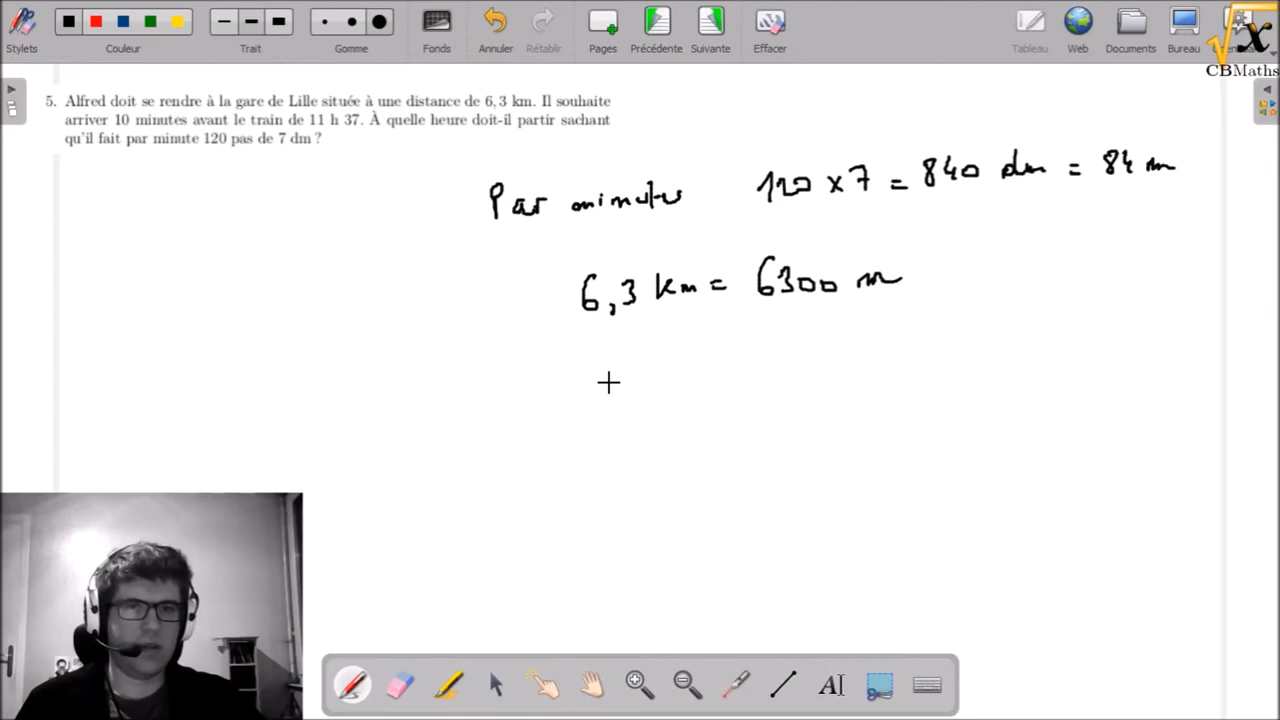 Stylets
Couleur
Trait
Gomme
Fonds
Annuler
Rétablir
Pages
Précédente
Suivante
Effacer
Tableau
Web
Documents
Bureau
√x
CBMaths
5. Alfred doit se rendre à la gare de Lille située à une distance de 6,3 km. Il souhaite
arriver 10 minutes avant le train de 11 h 37. À quelle heure doit-il partir sachant
qu'il fait par minute 120 pas de 7 dm ?
Par minutes 120 x 7 = 840 dm = 84 m
6,3 km = 6300 m
AI